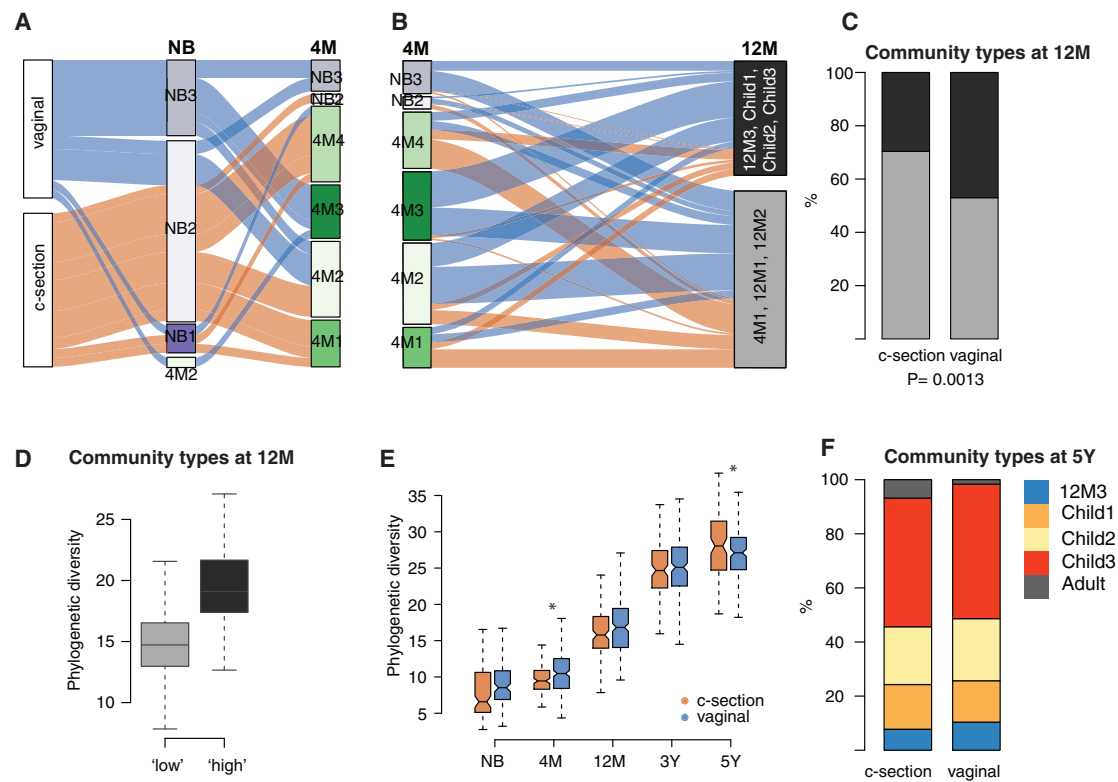 A
NB
4M
vaginal
c-section
NB3
NB2
NB1
4M2
NB3
NB2
4M4
4M3
4M2
4M1
B
4M
12M
NB3
NB2
4M4
4M3
4M2
4M1
12M3, Child1,
Child2, Child3
4M1, 12M1, 12M2
C
Community types at 12M
%
100
80
60
40
20
c-section vaginal
P= 0.0013
D
Community types at 12M
Phylogenetic diversity
25
20
15
10
'low'
'high'
E
Phylogenetic diversity
35
30
25
20
15
10
5
*
*
c-section
vaginal
NB
4M
12M
3Y
5Y
F
Community types at 5Y
%
100
80
60
40
20
c-section
vaginal
12M3
Child1
Child2
Child3
Adult